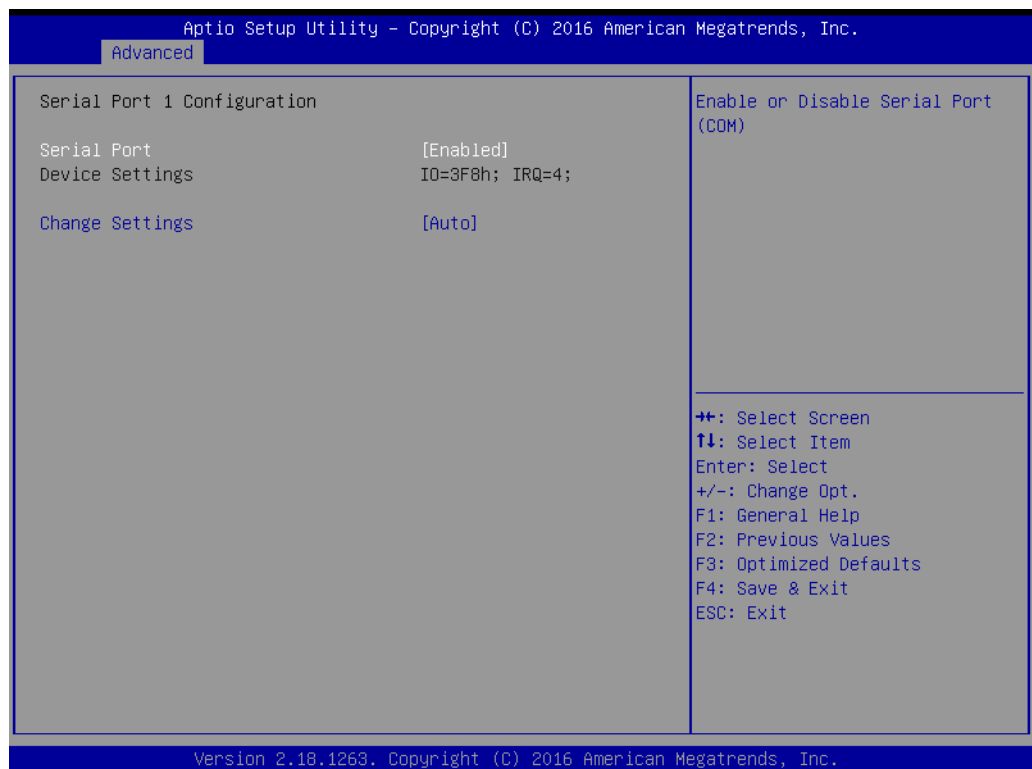 Aptio Setup Utility – Copyright (C) 2016 American Megatrends, Inc.
Advanced
Serial Port 1 Configuration
Serial Port [Enabled]
Device Settings IO=3F8h; IRQ=4;
Change Settings [Auto]
Enable or Disable Serial Port
(COM)
→←: Select Screen
↑↓: Select Item
Enter: Select
+/-: Change Opt.
F1: General Help
F2: Previous Values
F3: Optimized Defaults
F4: Save & Exit
ESC: Exit
Version 2.18.1263. Copyright (C) 2016 American Megatrends, Inc.